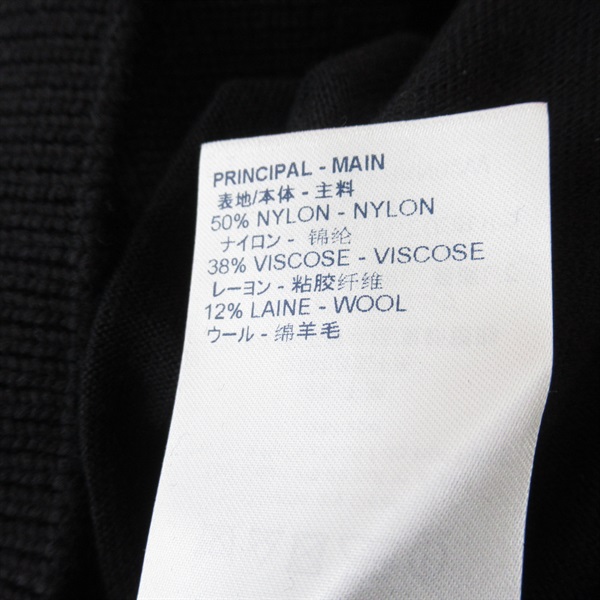 PRINCIPAL - MAIN
表地/本体 - 主料
50% NYLON - NYLON
ナイロン - 锦纶
38% VISCOSE - VISCOSE
レーヨン - 粘胶纤维
12% LAINE - WOOL
ウール - 绵羊毛